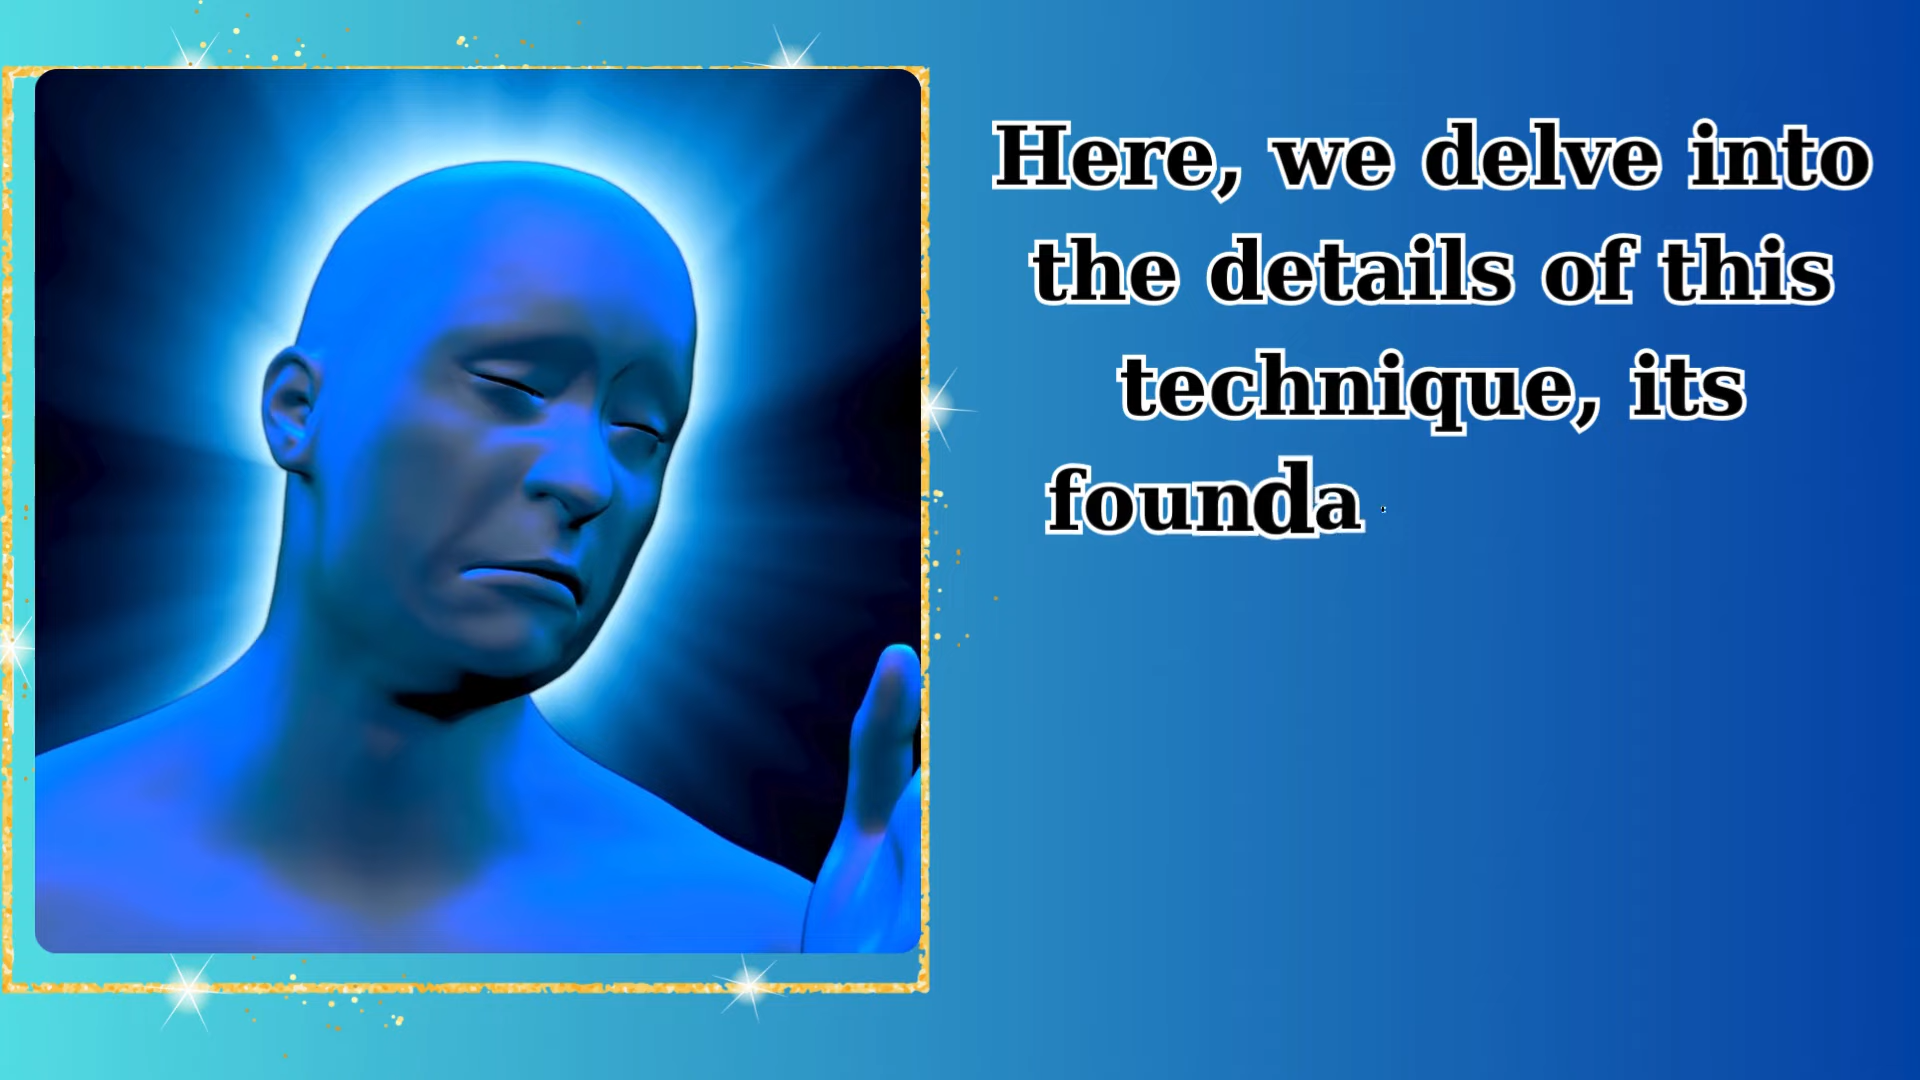 Here, we delve into
the details of this
technique, its
founda